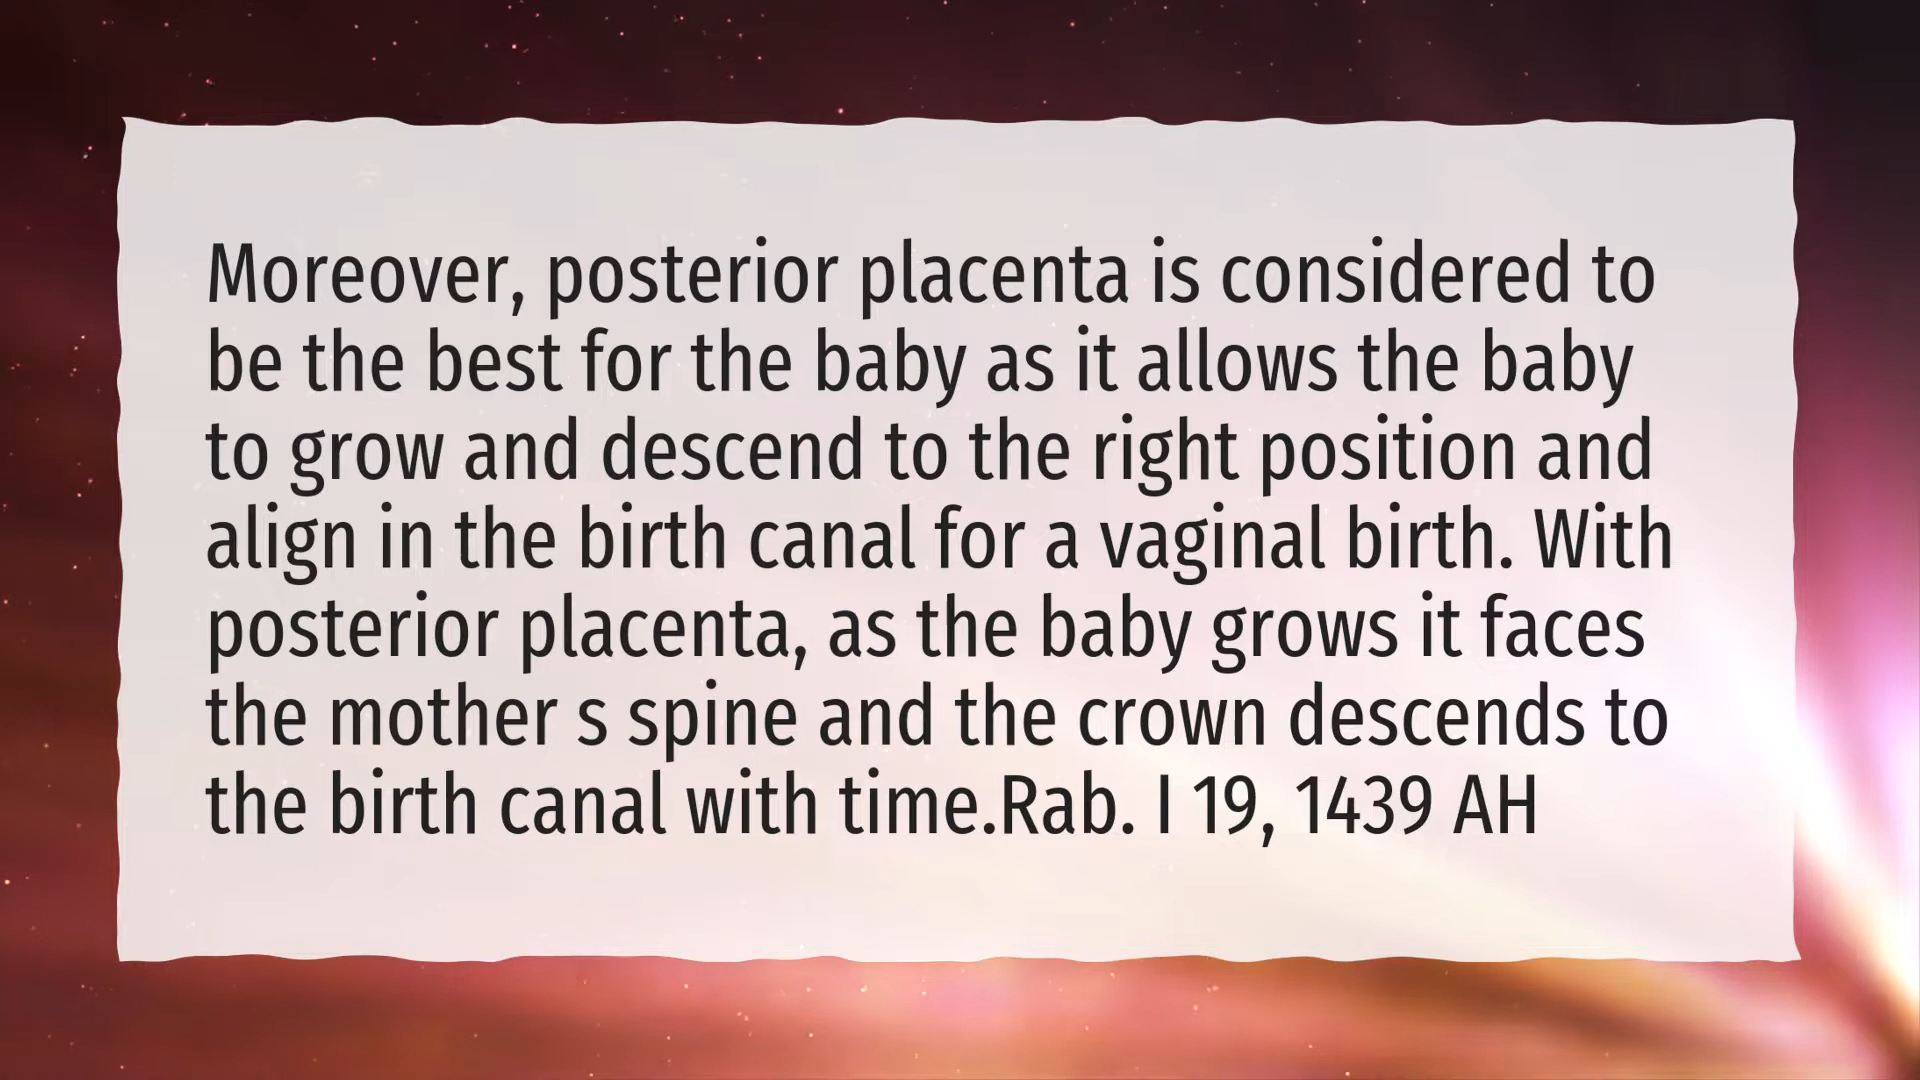 Moreover, posterior placenta is considered to
be the best for the baby as it allows the baby
to grow and descend to the right position and
align in the birth canal for a vaginal birth. With
posterior placenta, as the baby grows it faces
the mother s spine and the crown descends to
the birth canal with time.Rab. I 19, 1439 AH